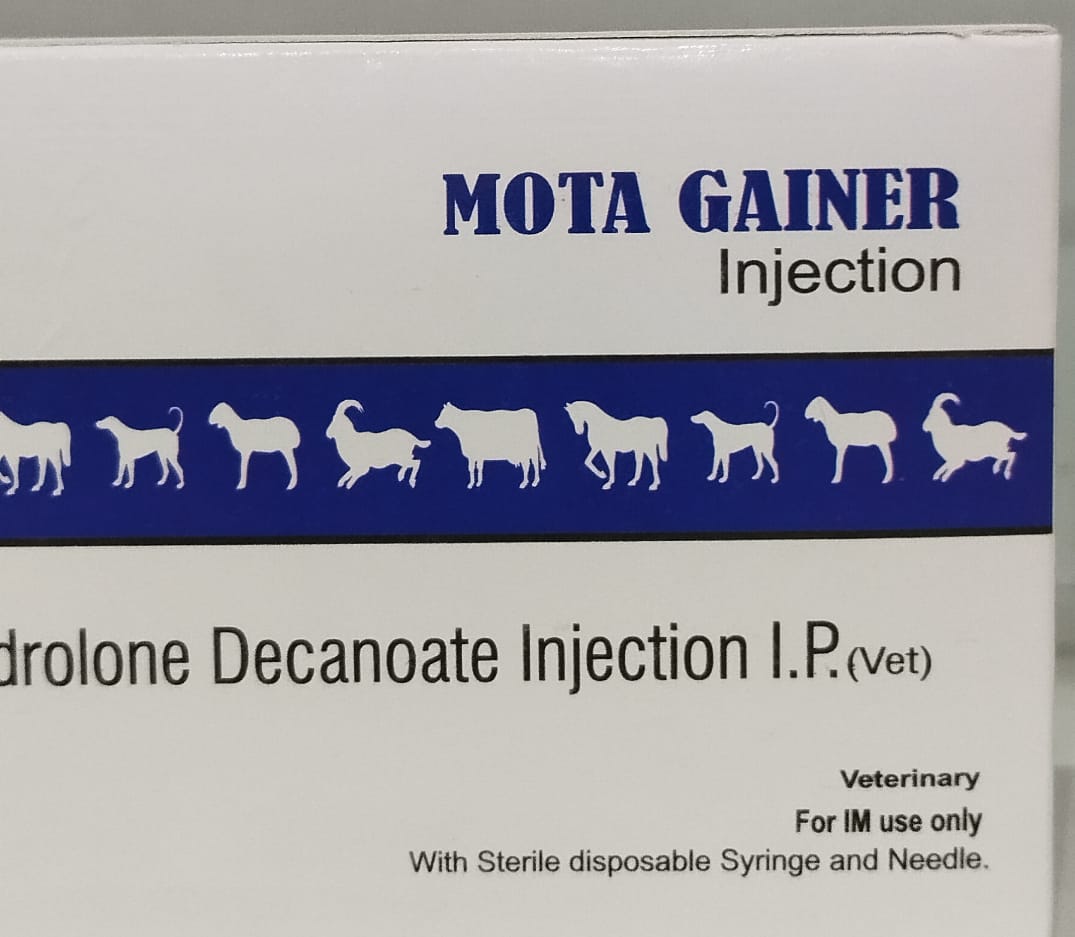 MOTA GAINER
Injection
drolone Decanoate Injection I.P.(Vet)
Veterinary
For IM use only
With Sterile disposable Syringe and Needle.